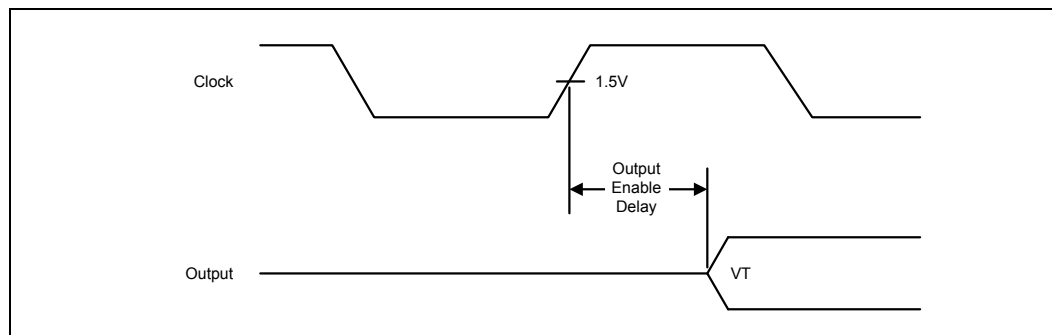 Clock
1.5V
Output
Enable
Delay
Output
VT